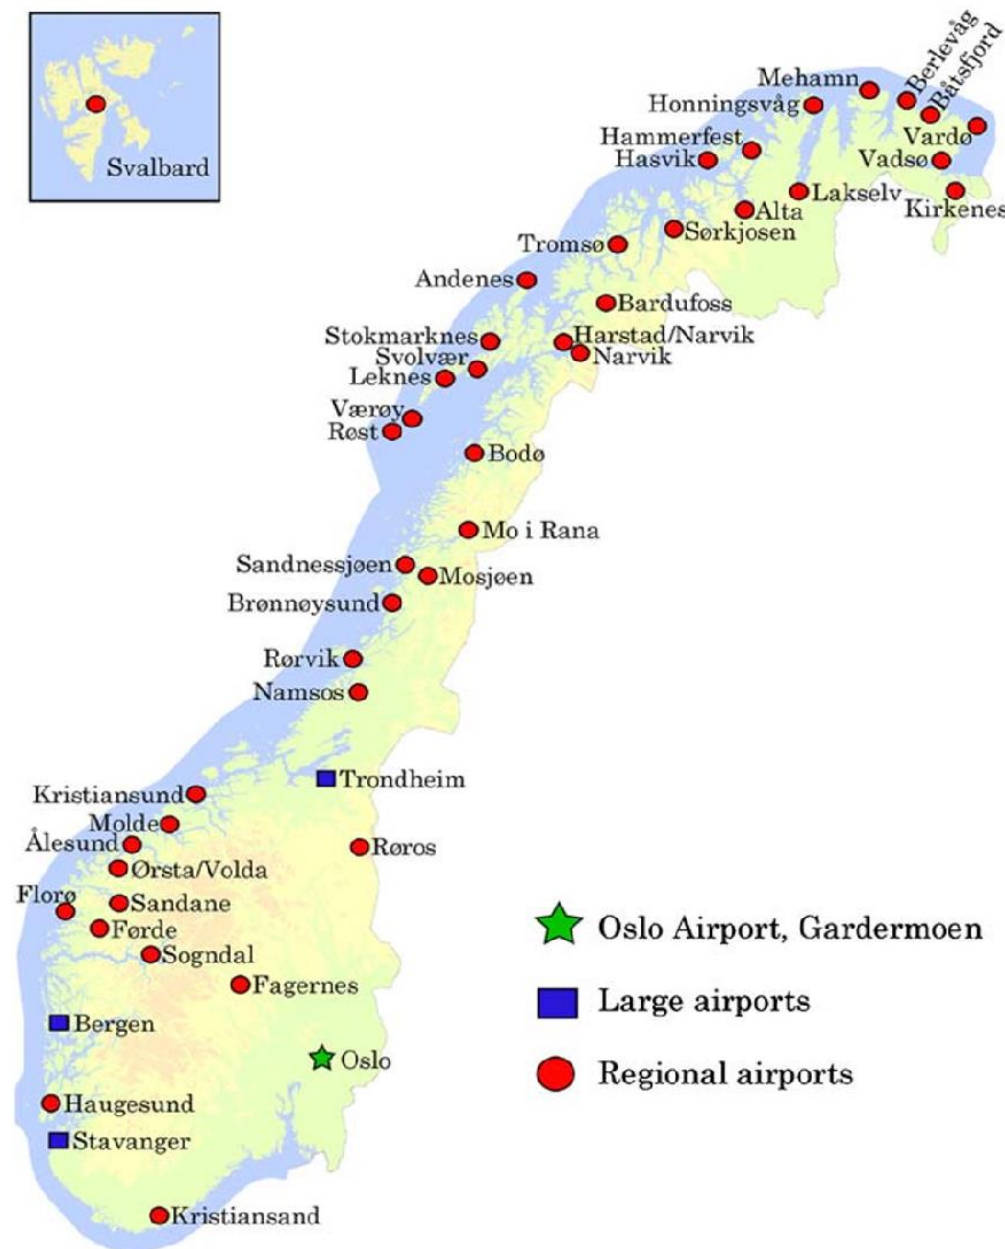 Svalbard
Berlevåg
Båtsfjord
Mehamn
Honningsvåg
Vardø
Hammerfest
Hasvik
Vadsø
Lakselv
Kirkenes
Alta
Sørkjosen
Tromsø
Andenes
Bardufoss
Stokmarknes
Harstad/Narvik
Narvik
Svolvær
Leknes
Værøy
Røst
Bodø
Mo i Rana
Sandnessjøen
Mosjøen
Brønnøysund
Rørvik
Namsos
Trondheim
Kristiansund
Molde
Ålesund
Røros
Ørsta/Volda
Florø
Sandane
Førde
Sogndal
Fagernes
Bergen
Oslo
Haugesund
Stavanger
Kristiansand
Oslo Airport, Gardermoen
Large airports
Regional airports